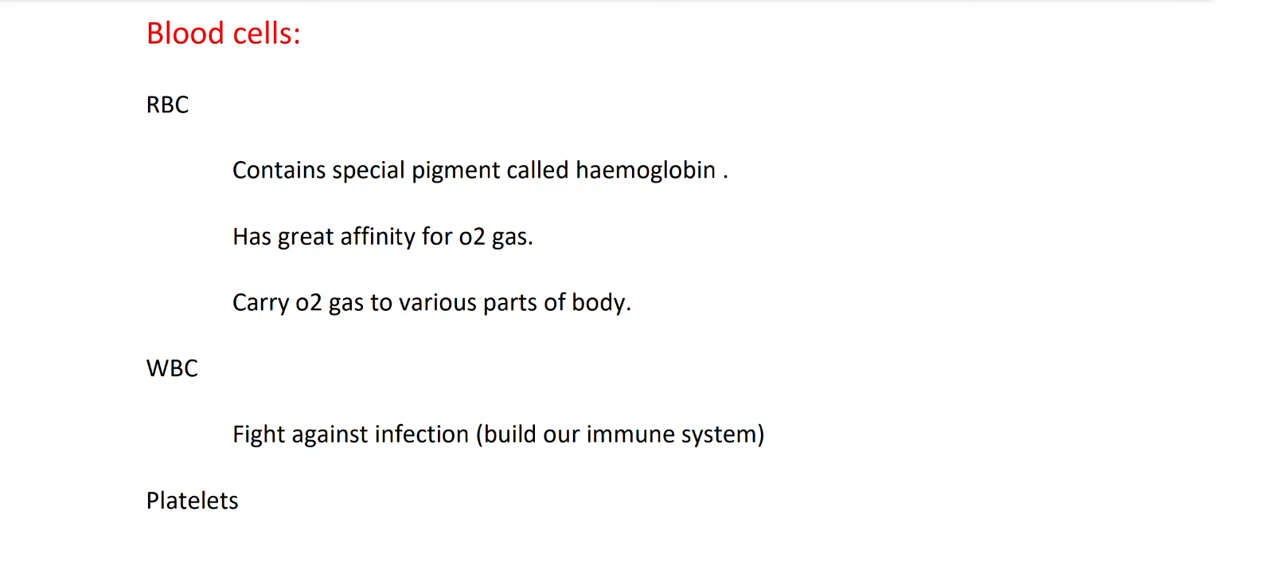 Blood cells:
RBC
Contains special pigment called haemoglobin .
Has great affinity for o2 gas.
Carry o2 gas to various parts of body.
WBC
Fight against infection (build our immune system)
Platelets